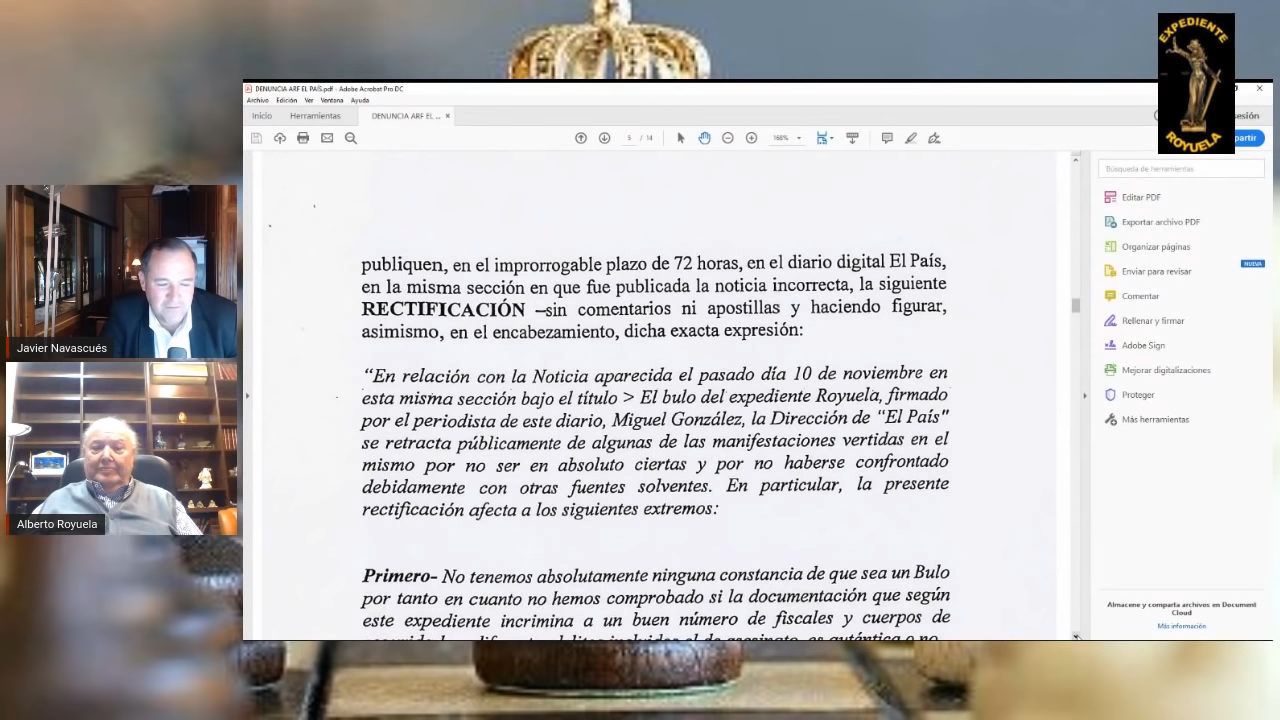 EXPEDIENTE
ROYUELA
DENUNCIA ARF EL PAÍS.pdf - Adobe Acrobat Pro DC
Archivo Edición Ver Ventana Ayuda
Inicio Herramientas DENUNCIA ARF EL ... ×
sesión
5 / 14 168%
partir
publiquen, en el improrrogable plazo de 72 horas, en el diario digital El País,
en la misma sección en que fue publicada la noticia incorrecta, la siguiente
RECTIFICACIÓN –sin comentarios ni apostillas y haciendo figurar,
asimismo, en el encabezamiento, dicha exacta expresión:
“En relación con la Noticia aparecida el pasado día 10 de noviembre en
esta misma sección bajo el título > El bulo del expediente Royuela, firmado
por el periodista de este diario, Miguel González, la Dirección de “El País"
se retracta públicamente de algunas de las manifestaciones vertidas en el
mismo por no ser en absoluto ciertas y por no haberse confrontado
debidamente con otras fuentes solventes. En particular, la presente
rectificación afecta a los siguientes extremos:
Primero- No tenemos absolutamente ninguna constancia de que sea un Bulo
por tanto en cuanto no hemos comprobado si la documentación que según
este expediente incrimina a un buen número de fiscales y cuerpos de
Búsqueda de herramientas
Editar PDF
Exportar archivo PDF
Organizar páginas
Enviar para revisar
NUEVA
Comentar
Rellenar y firmar
Adobe Sign
Mejorar digitalizaciones
Proteger
Más herramientas
Almacene y comparta archivos en Document
Cloud
Más información
Javier Navascués
Alberto Royuela